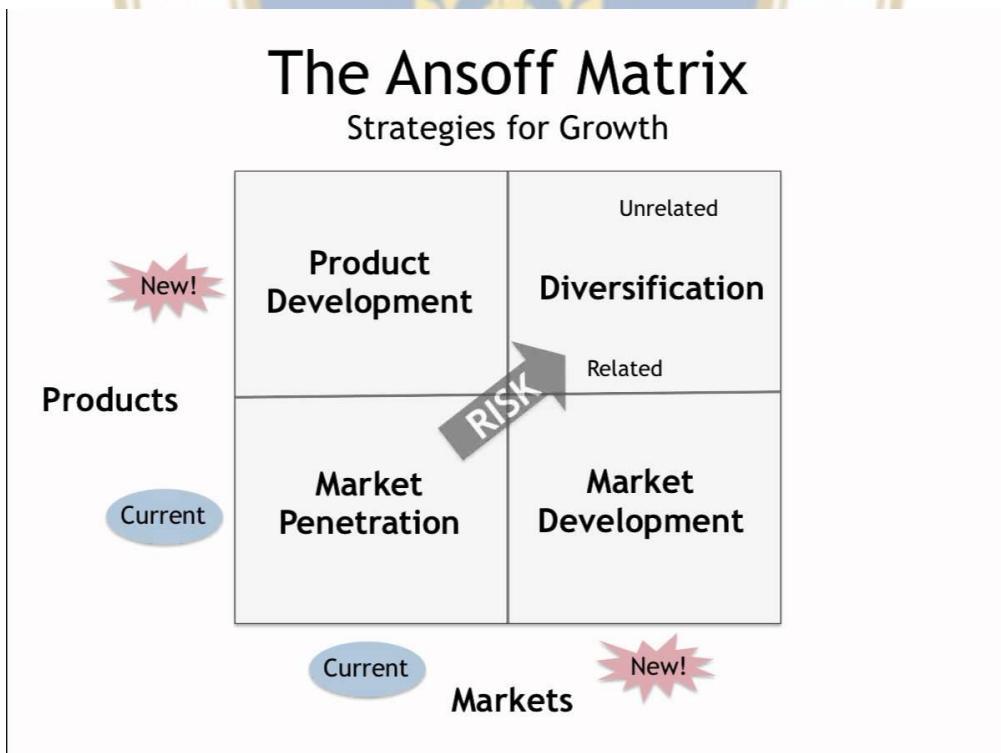 The Ansoff Matrix
Strategies for Growth
Unrelated
Product
Development
Diversification
New!
Related
Products
RISK
Market
Penetration
Market
Development
Current
Current
New!
Markets